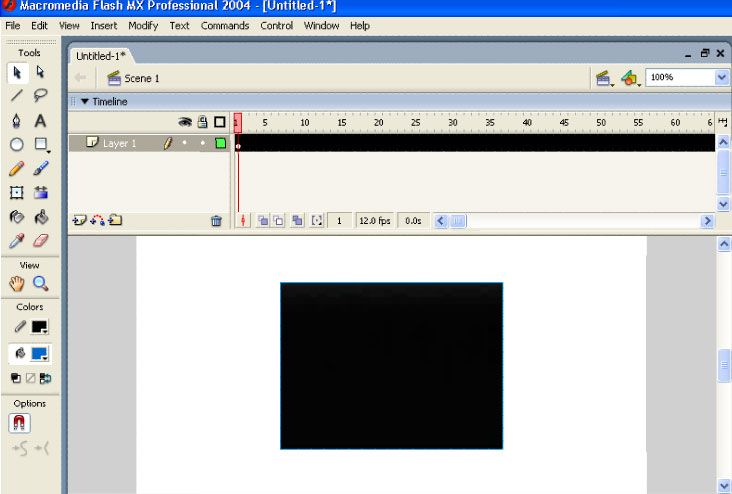 Macromedia Flash MX Professional 2004 - [Untitled-1*]
File Edit View Insert Modify Text Commands Control Window Help
Tools
Untitled-1*
Scene 1
100%
Timeline
1 5 10 15 20 25 30 35 40 45 50 55 60 6
Layer 1
1 12.0 fps 0.0s
View
Colors
Options